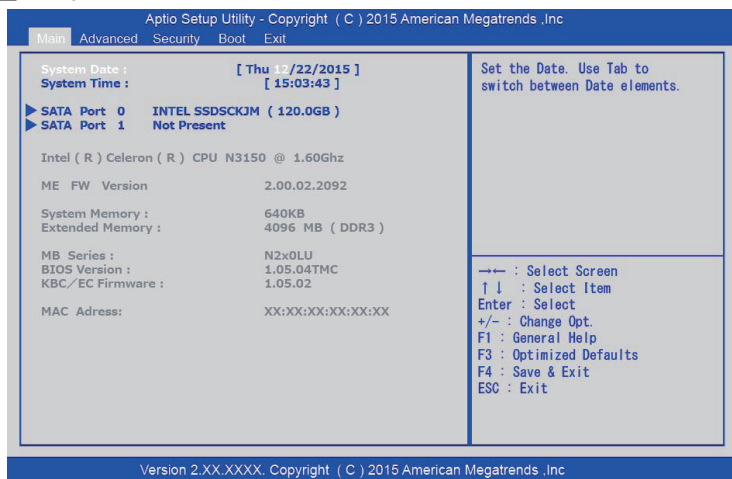 Aptio Setup Utility - Copyright ( C ) 2015 American Megatrends ,Inc
Main Advanced Security Boot Exit
System Date : [ Thu 12/22/2015 ]
System Time : [ 15:03:43 ]
SATA Port 0 INTEL SSDSCKJM ( 120.0GB )
SATA Port 1 Not Present
Intel ( R ) Celeron ( R ) CPU N3150 @ 1.60Ghz
ME FW Version 2.00.02.2092
System Memory : 640KB
Extended Memory : 4096 MB ( DDR3 )
MB Series : N2x0LU
BIOS Version : 1.05.04TMC
KBC/EC Firmware : 1.05.02
MAC Adress: XX:XX:XX:XX:XX:XX
Set the Date. Use Tab to
switch between Date elements.
→← : Select Screen
↑↓ : Select Item
Enter : Select
+/- : Change Opt.
F1 : General Help
F3 : Optimized Defaults
F4 : Save & Exit
ESC : Exit
Version 2.XX.XXXX. Copyright ( C ) 2015 American Megatrends ,Inc